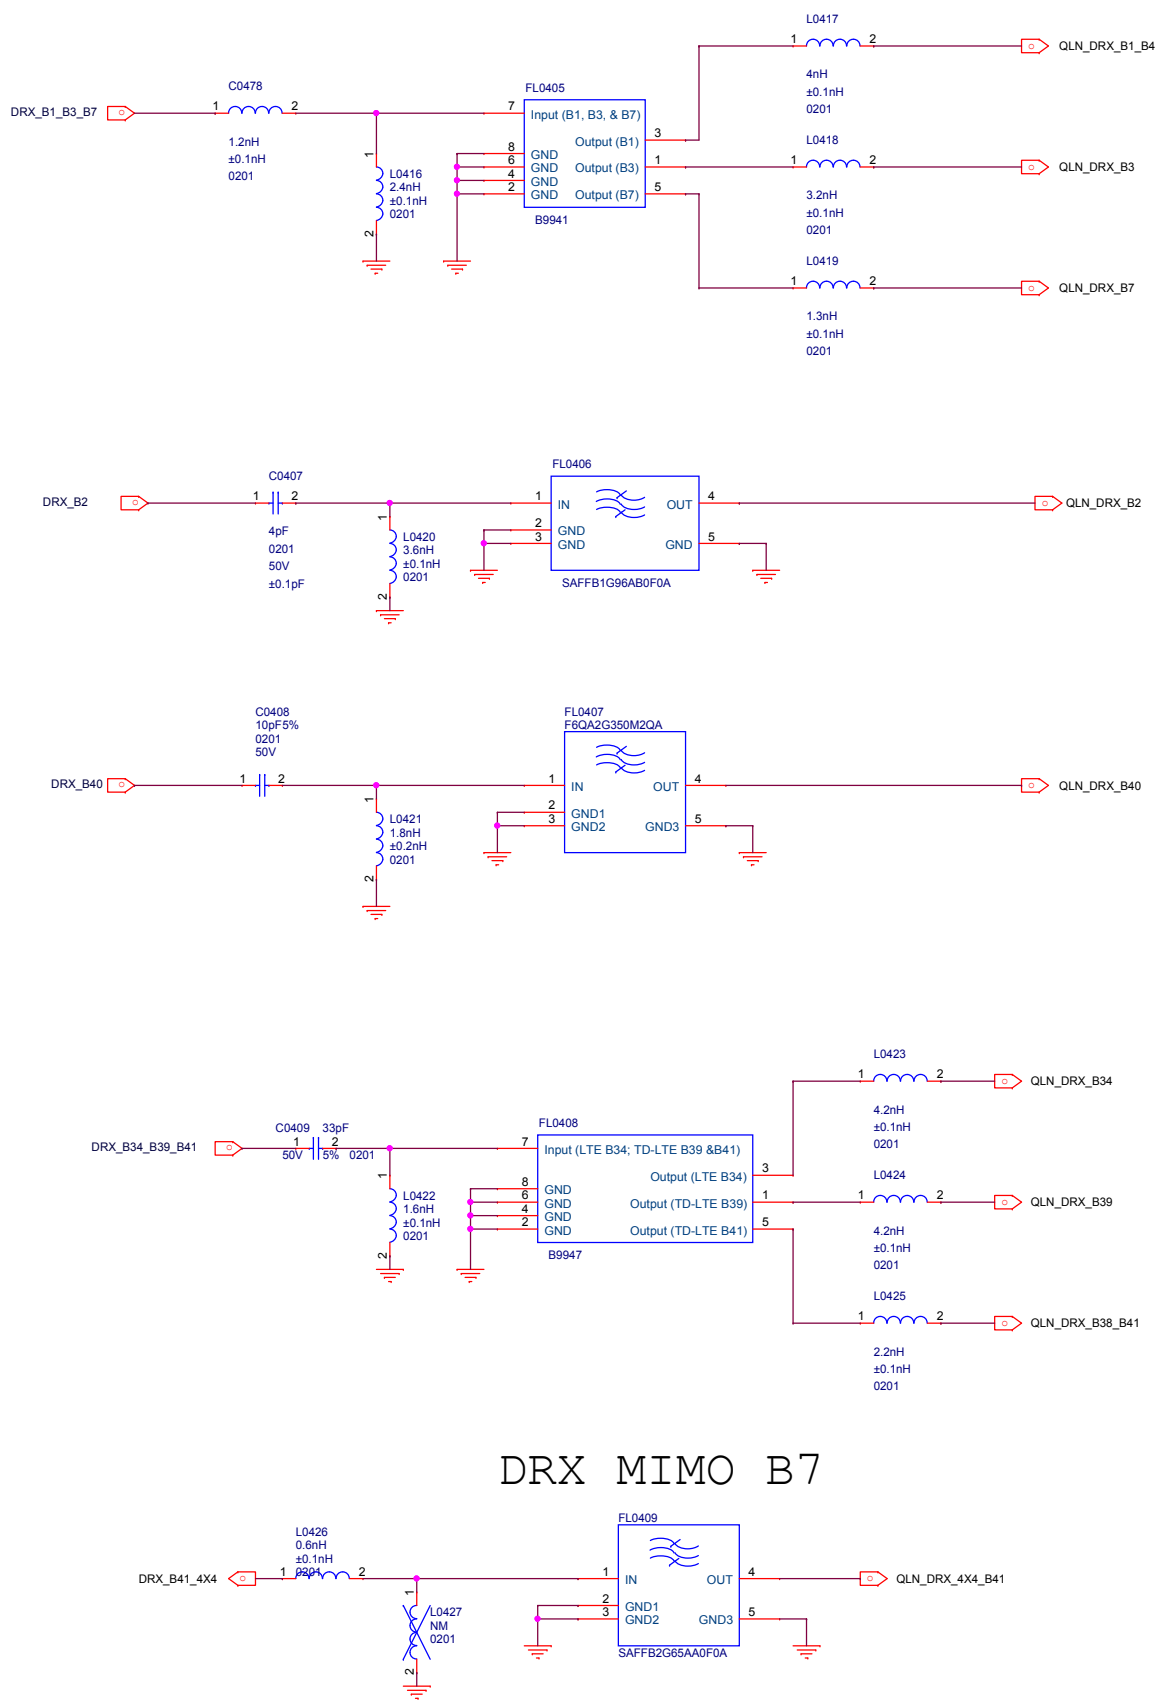 L0417
1 2 QLN_DRX_B1_B4
4nH
±0.1nH
0201
C0478
FL0405
DRX_B1_B3_B7 1 2 7 Input (B1, B3, & B7)
1.2nH
±0.1nH
0201
Output (B1) 3
8 GND
6 GND
4 GND
2 GND
Output (B3) 1
Output (B7) 5
B9941
1
L0416
2.4nH
±0.1nH
0201
2
L0418
1 2 QLN_DRX_B3
3.2nH
±0.1nH
0201
L0419
1 2 QLN_DRX_B7
1.3nH
±0.1nH
0201
C0407
FL0406
DRX_B2 1 2 1 IN OUT 4 QLN_DRX_B2
4pF
0201
50V
±0.1pF
1
L0420
3.6nH
±0.1nH
0201
2
2 GND
3 GND GND 5
SAFFB1G96AB0F0A
C0408
10pF5%
0201
50V
FL0407
F6QA2G350M2QA
DRX_B40 1 2 1 IN OUT 4 QLN_DRX_B40
1
L0421
1.8nH
±0.2nH
0201
2
2 GND1
3 GND2 GND3 5
L0423
1 2 QLN_DRX_B34
4.2nH
±0.1nH
0201
C0409 33pF
FL0408
DRX_B34_B39_B41 1 2 7 Input (LTE B34; TD-LTE B39 &B41)
50V 5% 0201
Output (LTE B34) 3
8 GND
6 GND
4 GND
2 GND
Output (TD-LTE B39) 1
Output (TD-LTE B41) 5
B9947
1
L0422
1.6nH
±0.1nH
0201
2
L0424
1 2 QLN_DRX_B39
4.2nH
±0.1nH
0201
L0425
1 2 QLN_DRX_B38_B41
2.2nH
±0.1nH
0201
DRX MIMO B7
L0426
0.6nH
±0.1nH
0201
FL0409
DRX_B41_4X4 1 2 1 IN OUT 4 QLN_DRX_4X4_B41
1
L0427
NM
0201
2
2 GND1
3 GND2 GND3 5
SAFFB2G65AA0F0A